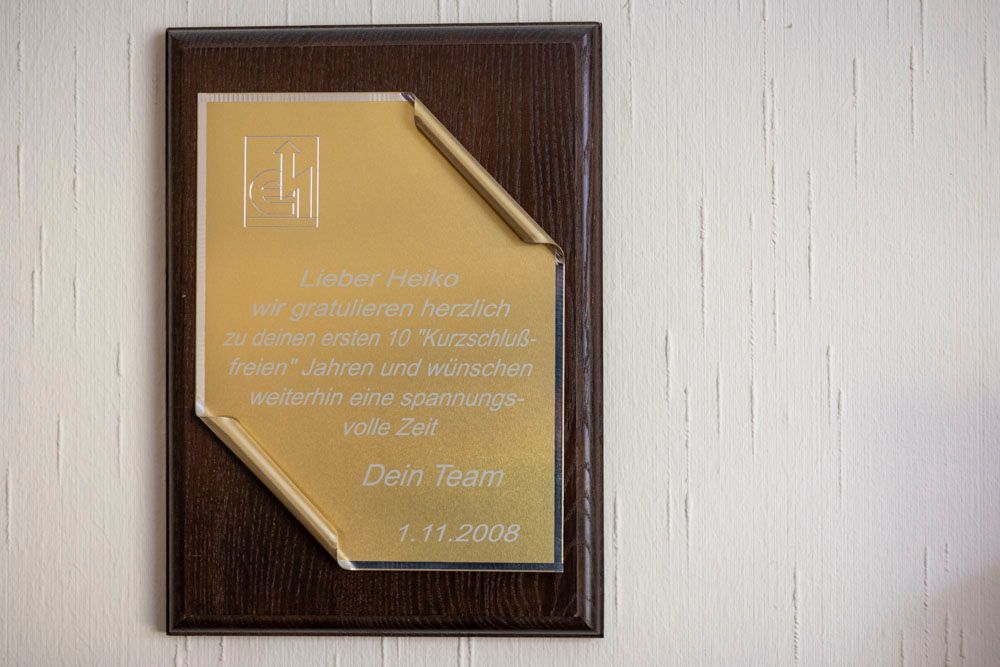 Lieber Heiko
wir gratulieren herzlich
zu deinen ersten 10 "Kurzschluß-
freien" Jahren und wünschen
weiterhin eine spannungs-
volle Zeit
Dein Team
1.11.2008